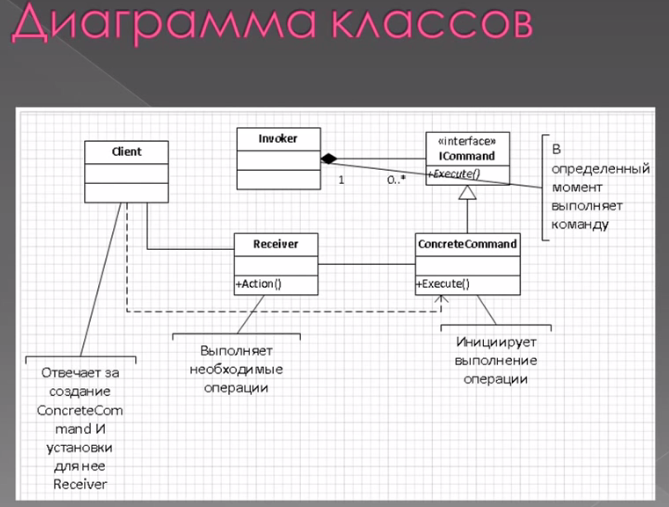 Диаграмма классов
Client
Invoker
«interface»
ICommand
+Execute()
1
0..*
В
определенный
момент
выполняет
команду
Receiver
+Action()
ConcreteCommand
+Execute()
Отвечает за
создание
ConcreteCom
mand И
установки
для нее
Receiver
Выполняет
необходимые
операции
Инициирует
выполнение
операции